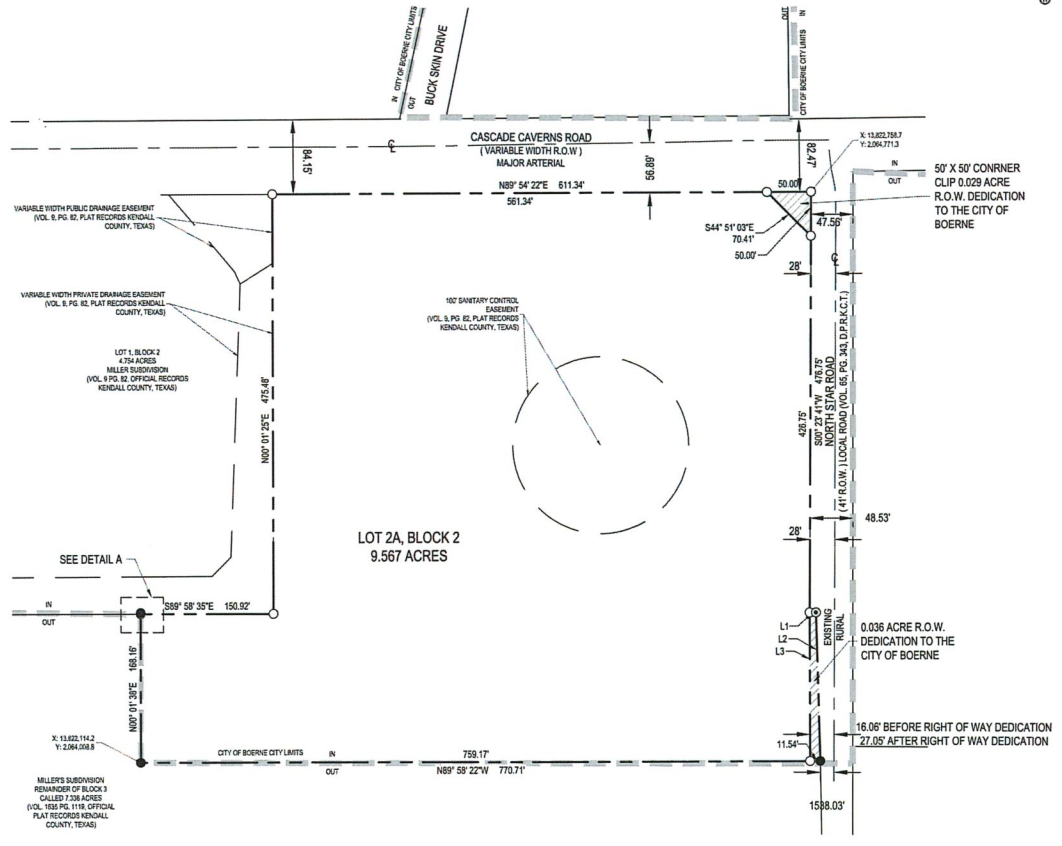 IN CITY OF BOERNE CITY LIMITS
OUT
BUCK SKIN DRIVE
OUT
IN
CITY OF BOERNE CITY LIMITS
84.15'
CASCADE CAVERNS ROAD
( VARIABLE WIDTH R.O.W )
MAJOR ARTERIAL
82.47'
X: 13,822,758.7
Y: 2,064,771.3
IN
OUT
50' X 50' CONRNER
CLIP 0.029 ACRE
R.O.W. DEDICATION
TO THE CITY OF
BOERNE
N89° 54' 22"E 611.34'
561.34'
50.00'
S44° 51' 03"E
70.41'
50.00'
47.56'
28'
VARIABLE WIDTH PUBLIC DRAINAGE EASEMENT
(VOL. 9, PG. 82, PLAT RECORDS KENDALL
COUNTY, TEXAS)
VARIABLE WIDTH PRIVATE DRAINAGE EASEMENT
(VOL. 9, PG. 82, PLAT RECORDS KENDALL
COUNTY, TEXAS)
LOT 1, BLOCK 2
4.754 ACRES
MILLER SUBDIVISION
(VOL. 9 PG. 82, OFFICIAL RECORDS
KENDALL COUNTY, TEXAS)
N00° 01' 25"E 475.48'
100' SANITARY CONTROL
EASEMENT
(VOL. 9, PG. 82, PLAT RECORDS
KENDALL COUNTY, TEXAS)
426.75'
S00° 23' 41"W 476.75'
NORTH STAR ROAD
( 41' R.O.W. ) LOCAL ROAD (VOL. 65, PG. 343, D.P.R.K.C.T.)
48.53'
28'
LOT 2A, BLOCK 2
9.567 ACRES
SEE DETAIL A
IN
OUT
S89° 58' 35"E 150.92'
L1
L2
L3
EXISTING
RURAL
0.036 ACRE R.O.W.
DEDICATION TO THE
CITY OF BOERNE
N00° 01' 38"E 168.16'
X: 13,822,114.2
Y: 2,064,008.8
CITY OF BOERNE CITY LIMITS IN
OUT
759.17'
N89° 58' 22"W 770.71'
11.54'
16.06' BEFORE RIGHT OF WAY DEDICATION
27.05' AFTER RIGHT OF WAY DEDICATION
1588.03'
MILLER'S SUBDIVISION
REMAINDER OF BLOCK 3
CALLED 7.336 ACRES
(VOL. 1635 PG. 1119, OFFICIAL
PLAT RECORDS KENDALL
COUNTY, TEXAS)